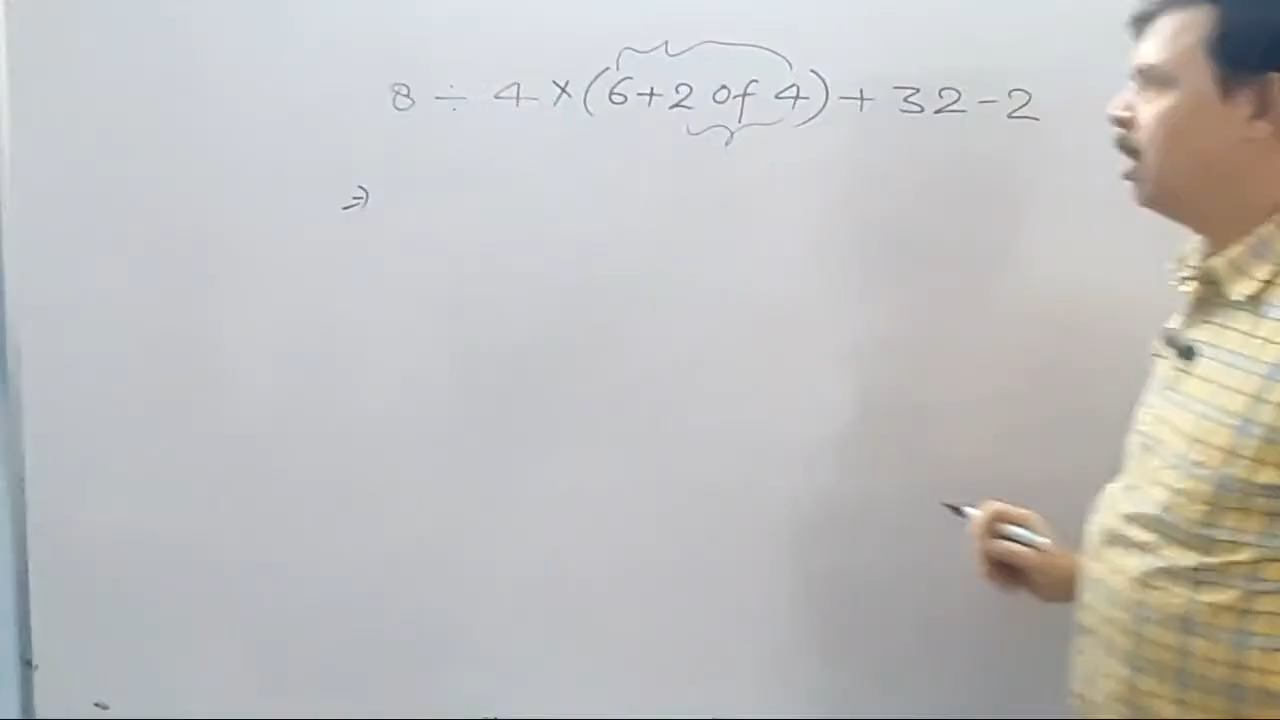 8 ÷ 4 × (6+2 of 4) + 32 - 2
⇒